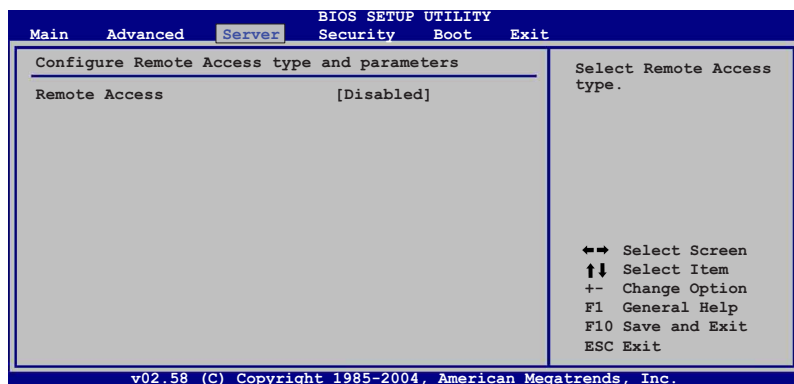 BIOS SETUP UTILITY
Main Advanced Server Security Boot Exit
Configure Remote Access type and parameters
Remote Access [Disabled]
Select Remote Access
type.
←→ Select Screen
↑↓ Select Item
+- Change Option
F1 General Help
F10 Save and Exit
ESC Exit
v02.58 (C) Copyright 1985-2004, American Megatrends, Inc.